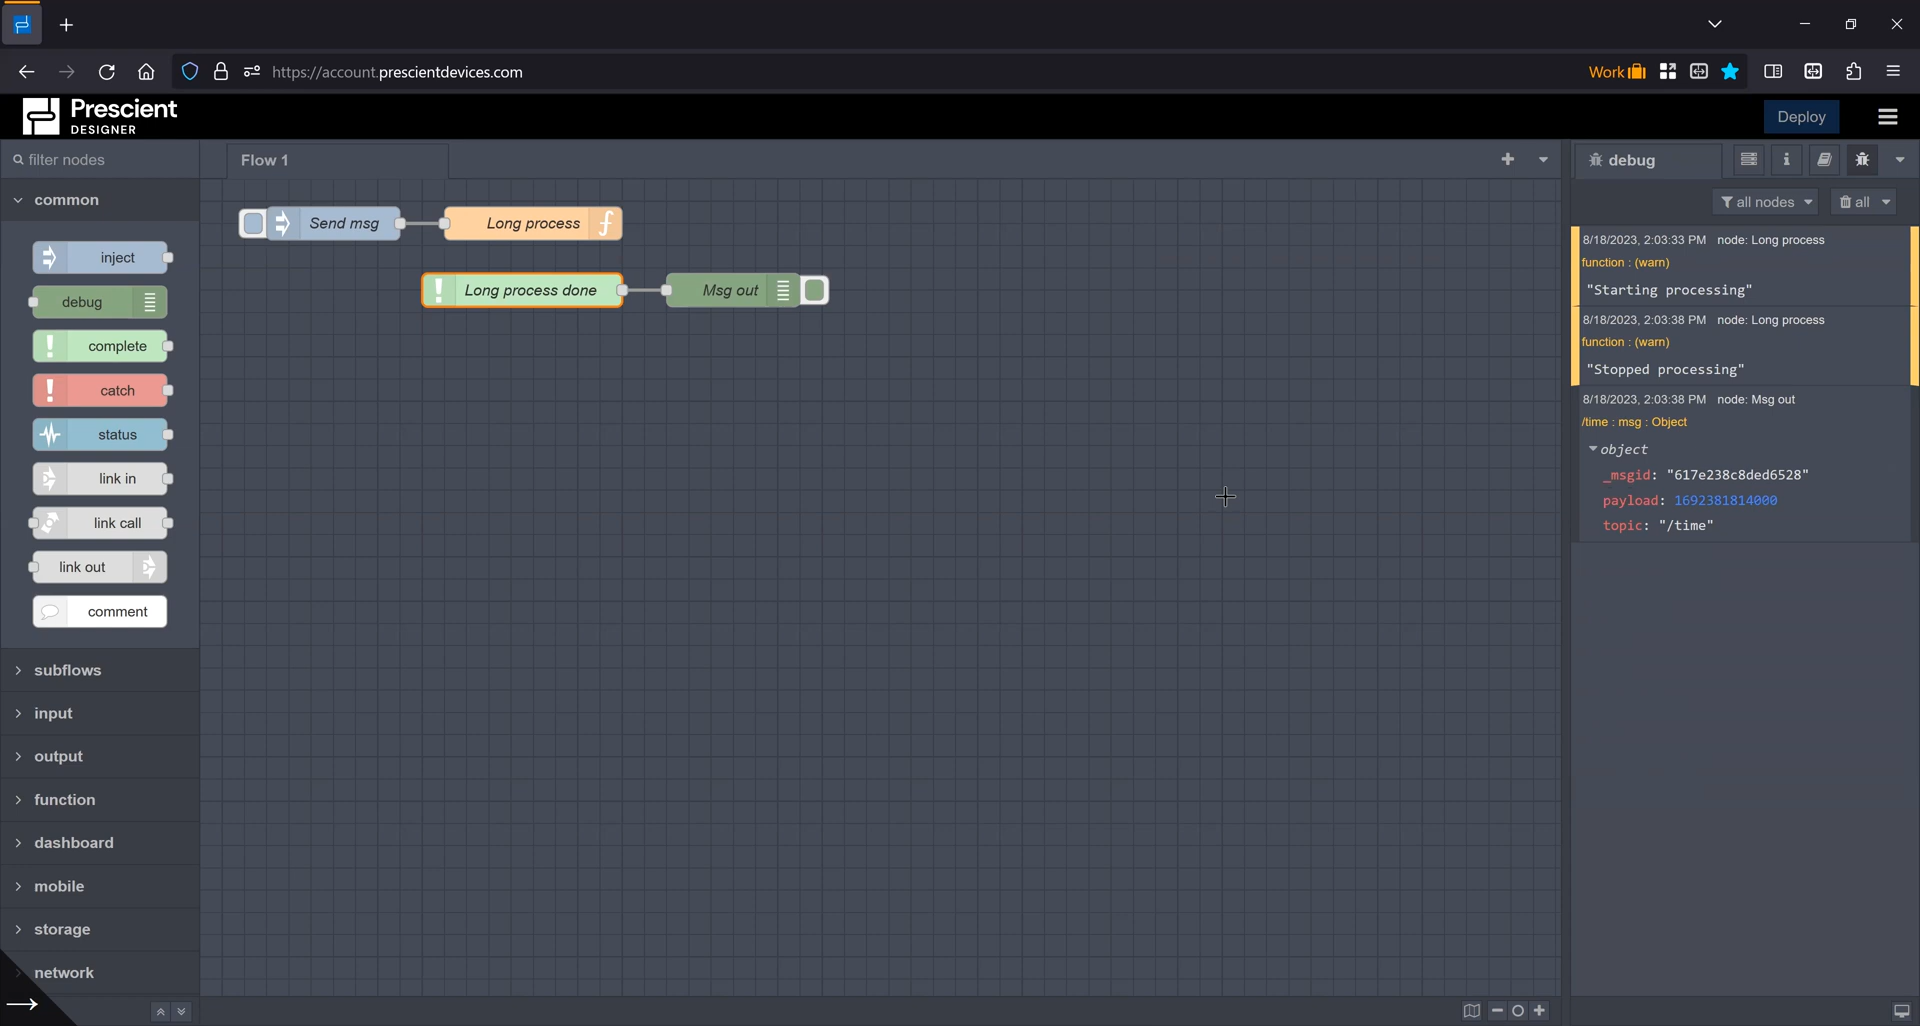 https://account.prescientdevices.com
Work
Prescient
DESIGNER
Deploy
filter nodes
Flow 1
debug
common
all nodes
all
inject
debug
complete
catch
status
link in
link call
link out
comment
subflows
input
output
function
dashboard
mobile
storage
network
Send msg
Long process
Long process done
Msg out
8/18/2023, 2:03:33 PM node: Long process
function : (warn)
"Starting processing"
8/18/2023, 2:03:38 PM node: Long process
function : (warn)
"Stopped processing"
8/18/2023, 2:03:38 PM node: Msg out
/time : msg : Object
object
_msgid: "617e238c8ded6528"
payload: 1692381814000
topic: "/time"